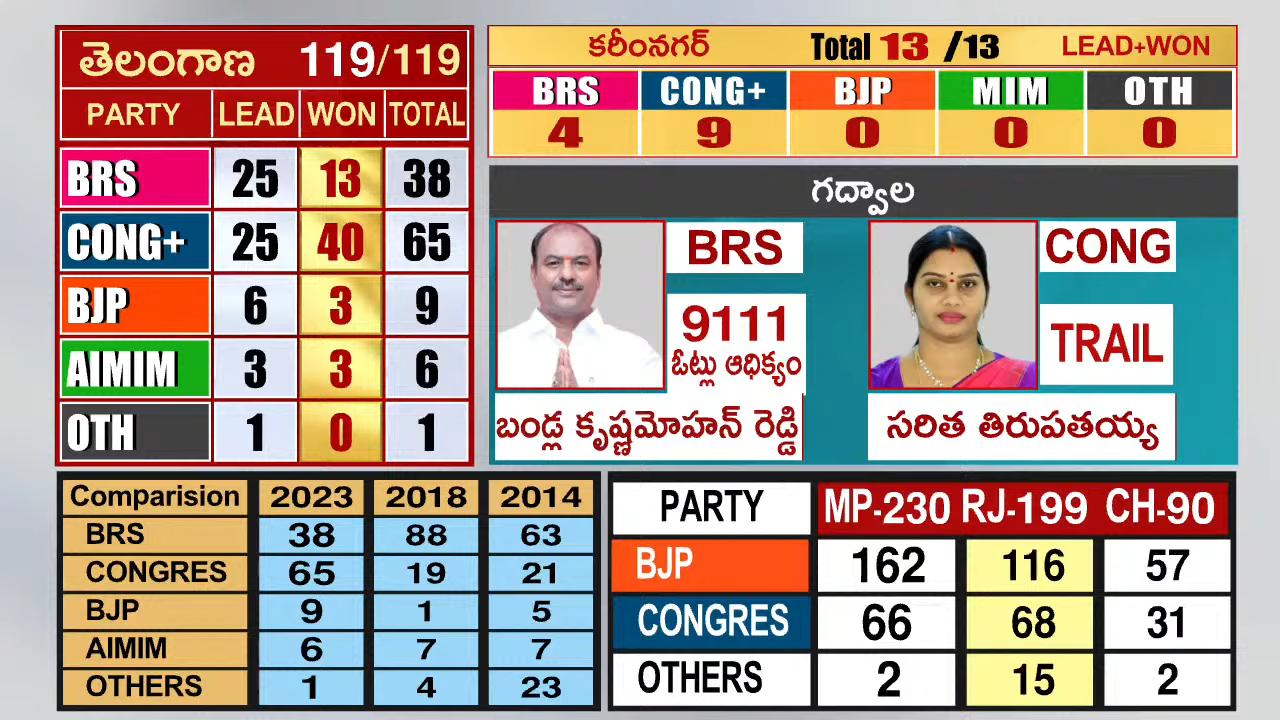 తెలంగాణ 119/119
PARTY LEAD WON TOTAL
BRS 25 13 38
CONG+ 25 40 65
BJP 6 3 9
AIMIM 3 3 6
OTH 1 0 1
కరీంనగర్ Total 13 /13 LEAD+WON
BRS CONG+ BJP MIM OTH
4 9 0 0 0
గద్వాల
BRS
9111
ఓట్లు ఆధిక్యం
బండ్ల కృష్ణమోహన్ రెడ్డి
CONG
TRAIL
సరిత తిరుపతయ్య
Comparision 2023 2018 2014
BRS 38 88 63
CONGRES 65 19 21
BJP 9 1 5
AIMIM 6 7 7
OTHERS 1 4 23
PARTY MP-230 RJ-199 CH-90
BJP 162 116 57
CONGRES 66 68 31
OTHERS 2 15 2